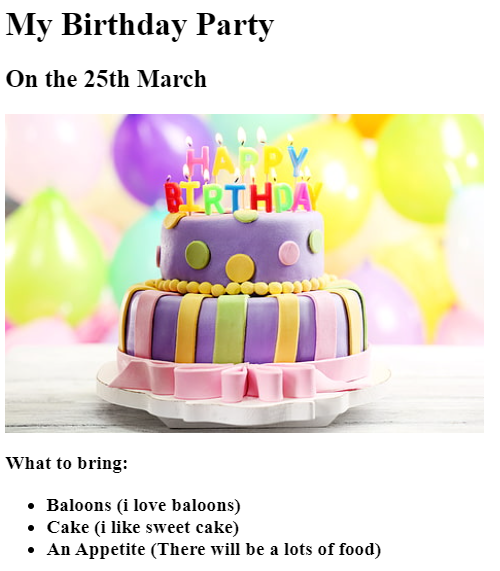 My Birthday Party
On the 25th March
HAPPY
BIRTHDAY
What to bring:
Baloons (i love baloons)
Cake (i like sweet cake)
An Appetite (There will be a lots of food)